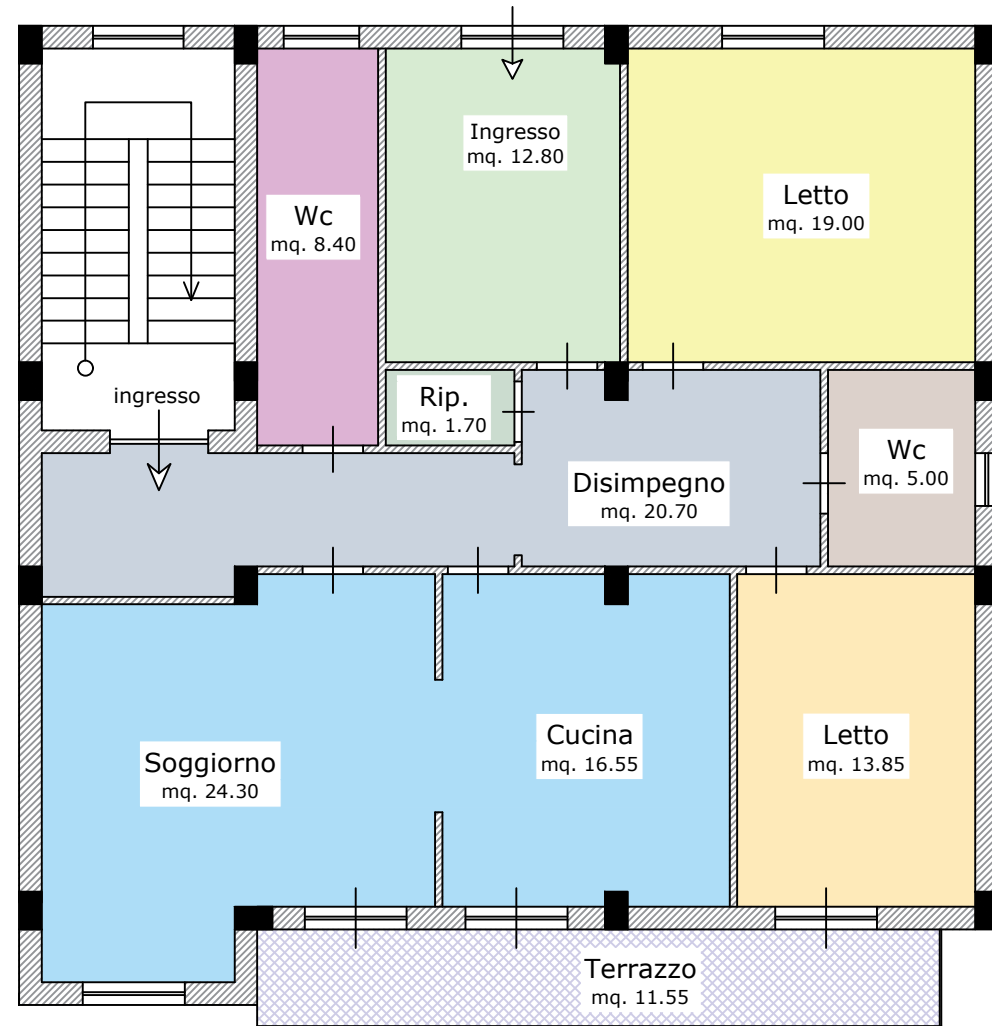 Ingresso
mq. 12.80
Letto
mq. 19.00
Wc
mq. 8.40
ingresso
Rip.
mq. 1.70
Wc
mq. 5.00
Disimpegno
mq. 20.70
Soggiorno
mq. 24.30
Cucina
mq. 16.55
Letto
mq. 13.85
Terrazzo
mq. 11.55